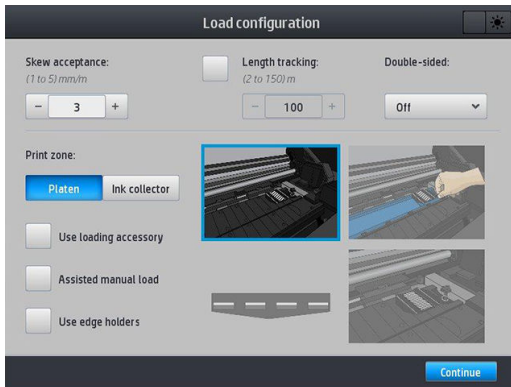 Load configuration
Skew acceptance:
(1 to 5) mm/m
− 3 +
Length tracking:
(2 to 150) m
− 100 +
Double-sided:
Off
Print zone:
Platen
Ink collector
Use loading accessory
Assisted manual load
Use edge holders
Continue